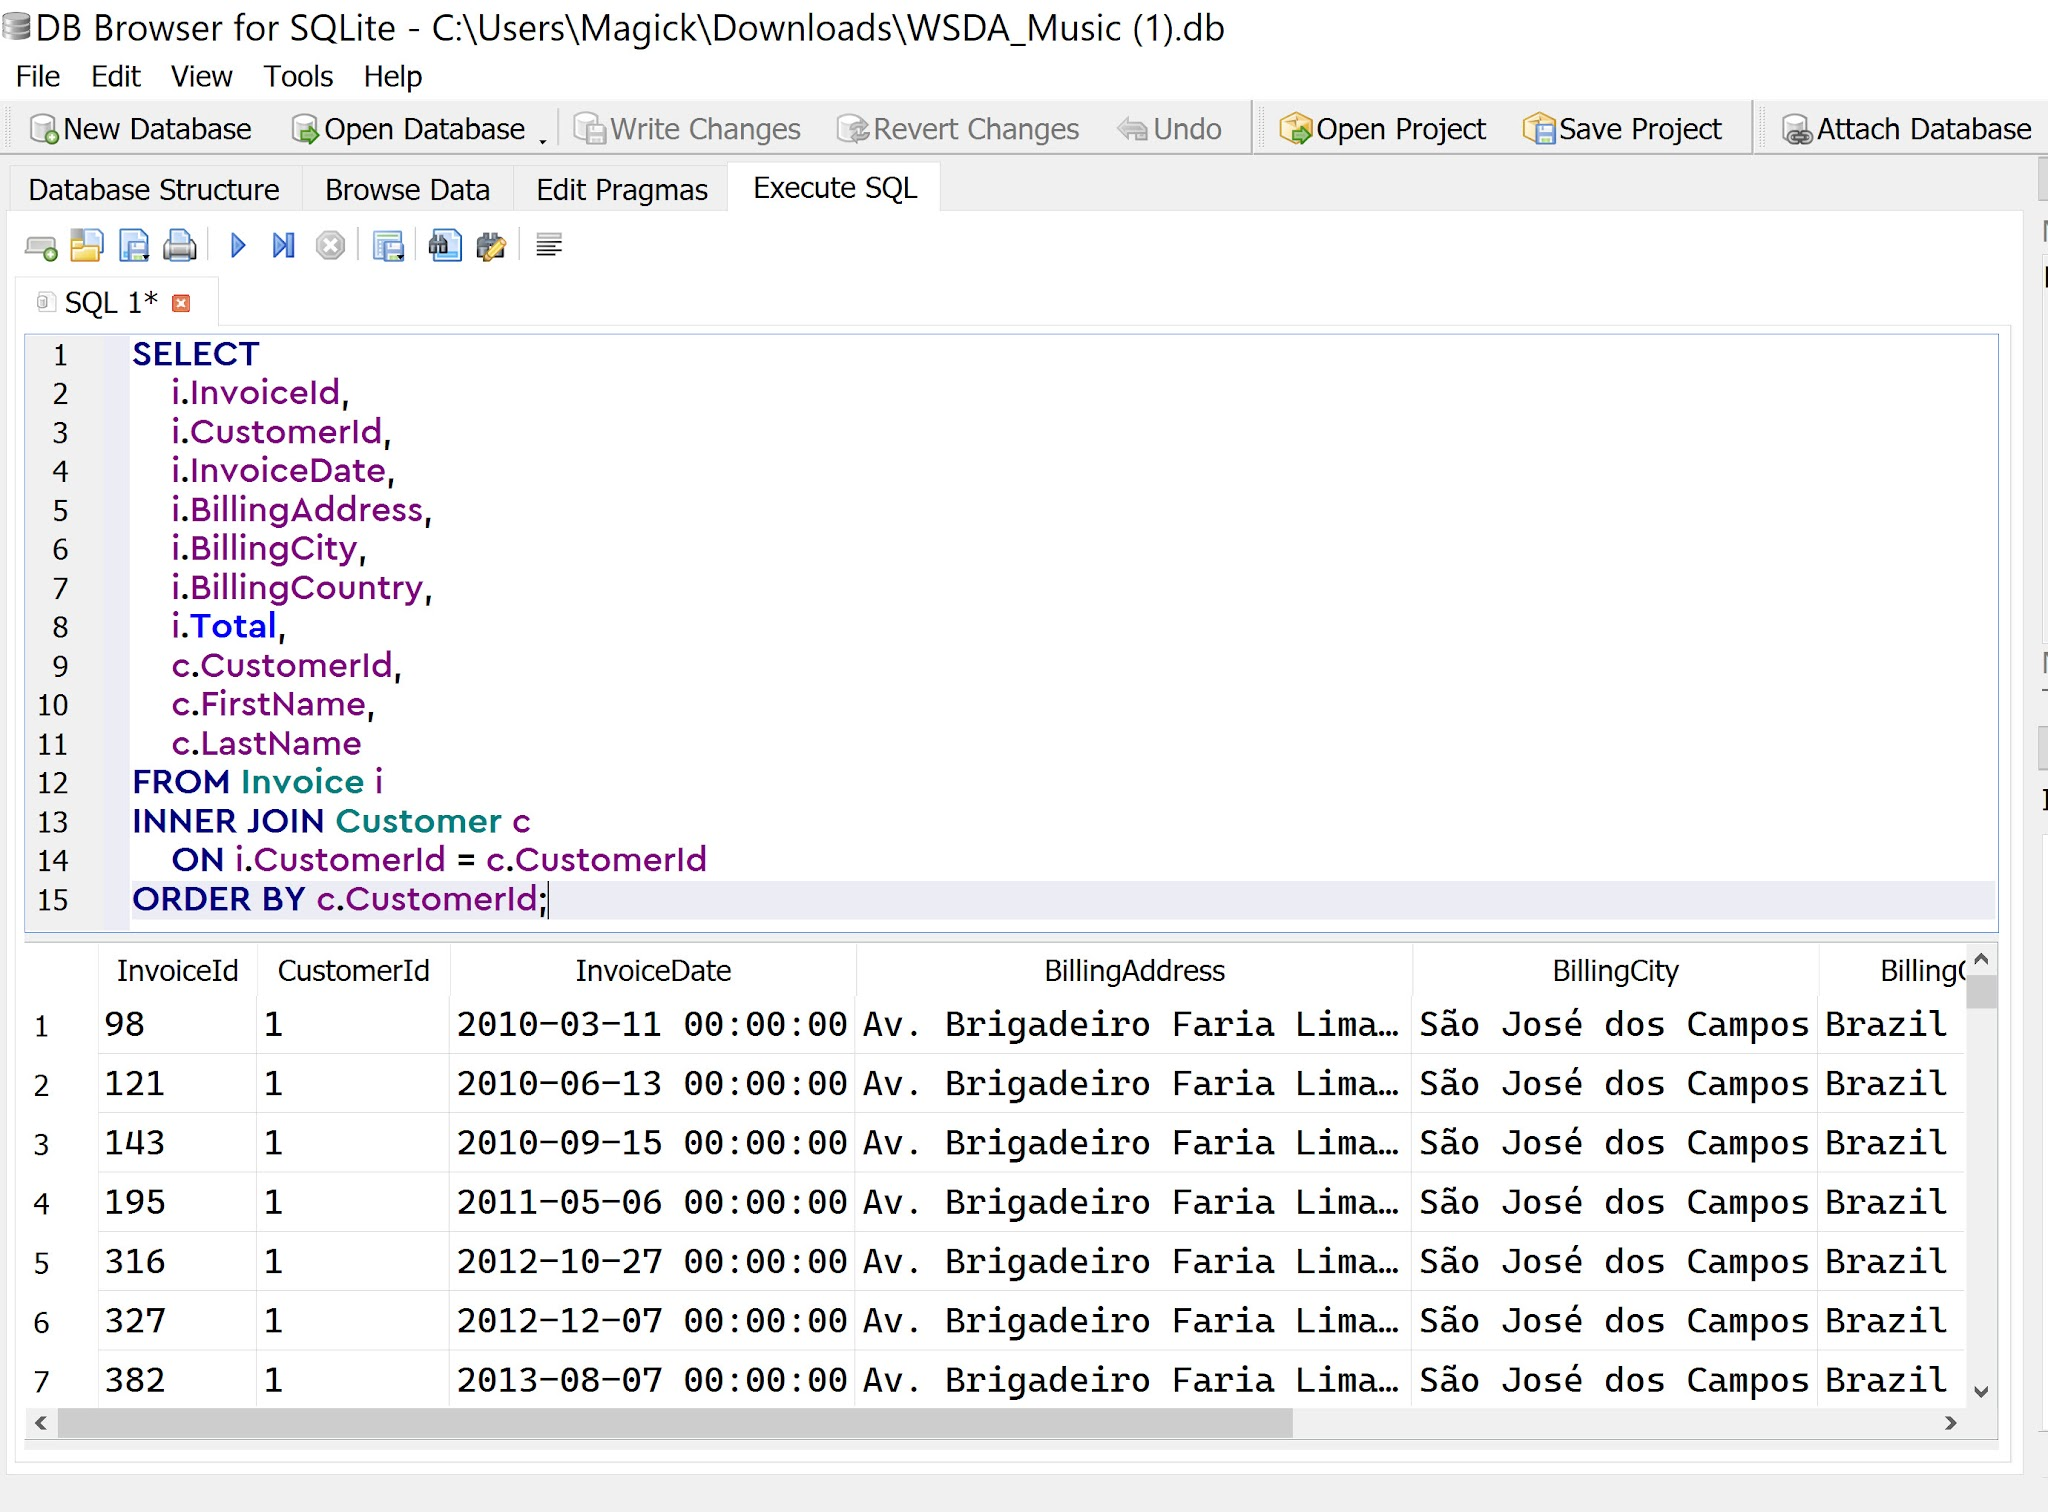 DB Browser for SQLite - C:\Users\Magick\Downloads\WSDA_Music (1).db
File Edit View Tools Help
New Database Open Database Write Changes Revert Changes Undo Open Project Save Project Attach Database
Database Structure Browse Data Edit Pragmas Execute SQL
SQL 1*
1 SELECT
2 i.InvoiceId,
3 i.CustomerId,
4 i.InvoiceDate,
5 i.BillingAddress,
6 i.BillingCity,
7 i.BillingCountry,
8 i.Total,
9 c.CustomerId,
10 c.FirstName,
11 c.LastName
12 FROM Invoice i
13 INNER JOIN Customer c
14 ON i.CustomerId = c.CustomerId
15 ORDER BY c.CustomerId;
InvoiceId CustomerId InvoiceDate BillingAddress BillingCity
1 98 1 2010-03-11 00:00:00 Av. Brigadeiro Faria Lima… São José dos Campos Brazil
2 121 1 2010-06-13 00:00:00 Av. Brigadeiro Faria Lima… São José dos Campos Brazil
3 143 1 2010-09-15 00:00:00 Av. Brigadeiro Faria Lima… São José dos Campos Brazil
4 195 1 2011-05-06 00:00:00 Av. Brigadeiro Faria Lima… São José dos Campos Brazil
5 316 1 2012-10-27 00:00:00 Av. Brigadeiro Faria Lima… São José dos Campos Brazil
6 327 1 2012-12-07 00:00:00 Av. Brigadeiro Faria Lima… São José dos Campos Brazil
7 382 1 2013-08-07 00:00:00 Av. Brigadeiro Faria Lima… São José dos Campos Brazil